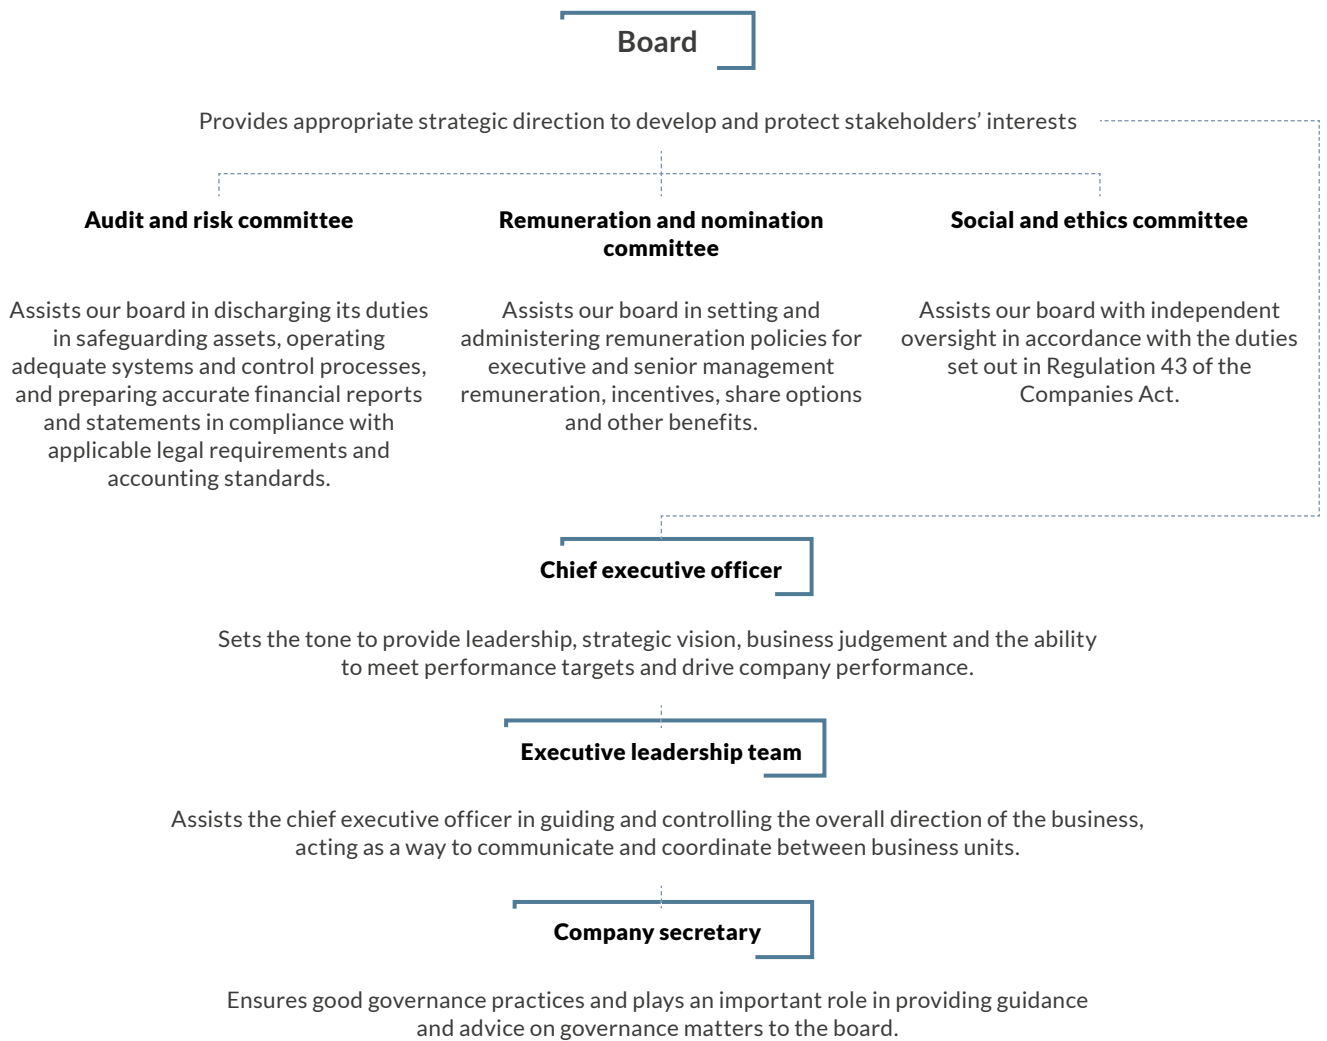 Board
Provides appropriate strategic direction to develop and protect stakeholders’ interests
Audit and risk committee
Assists our board in discharging its duties
in safeguarding assets, operating
adequate systems and control processes,
and preparing accurate financial reports
and statements in compliance with
applicable legal requirements and
accounting standards.
Remuneration and nomination
committee
Assists our board in setting and
administering remuneration policies for
executive and senior management
remuneration, incentives, share options
and other benefits.
Social and ethics committee
Assists our board with independent
oversight in accordance with the duties
set out in Regulation 43 of the
Companies Act.
Chief executive officer
Sets the tone to provide leadership, strategic vision, business judgement and the ability
to meet performance targets and drive company performance.
Executive leadership team
Assists the chief executive officer in guiding and controlling the overall direction of the business,
acting as a way to communicate and coordinate between business units.
Company secretary
Ensures good governance practices and plays an important role in providing guidance
and advice on governance matters to the board.